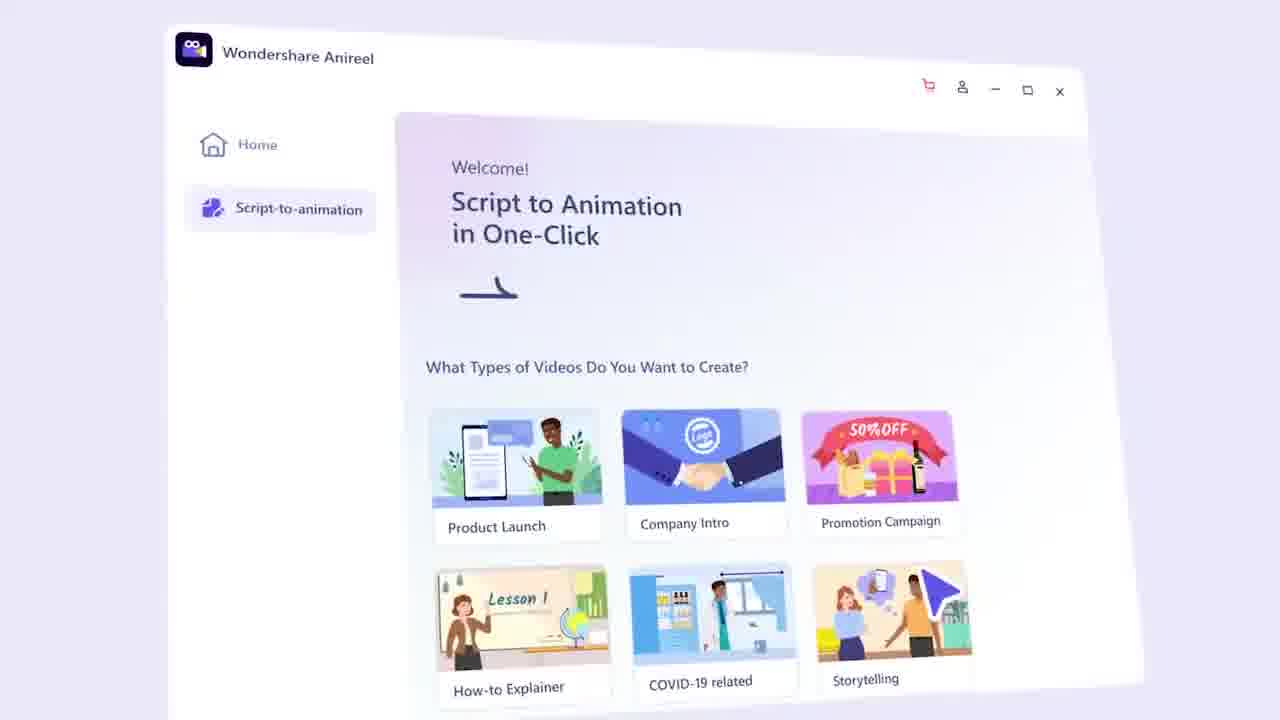 Wondershare Anireel
Home
Script-to-animation
Welcome!
Script to Animation
in One-Click
What Types of Videos Do You Want to Create?
50% OFF
Logo
Product Launch
Company Intro
Promotion Campaign
Lesson 1
How-to Explainer
COVID-19 related
Storytelling